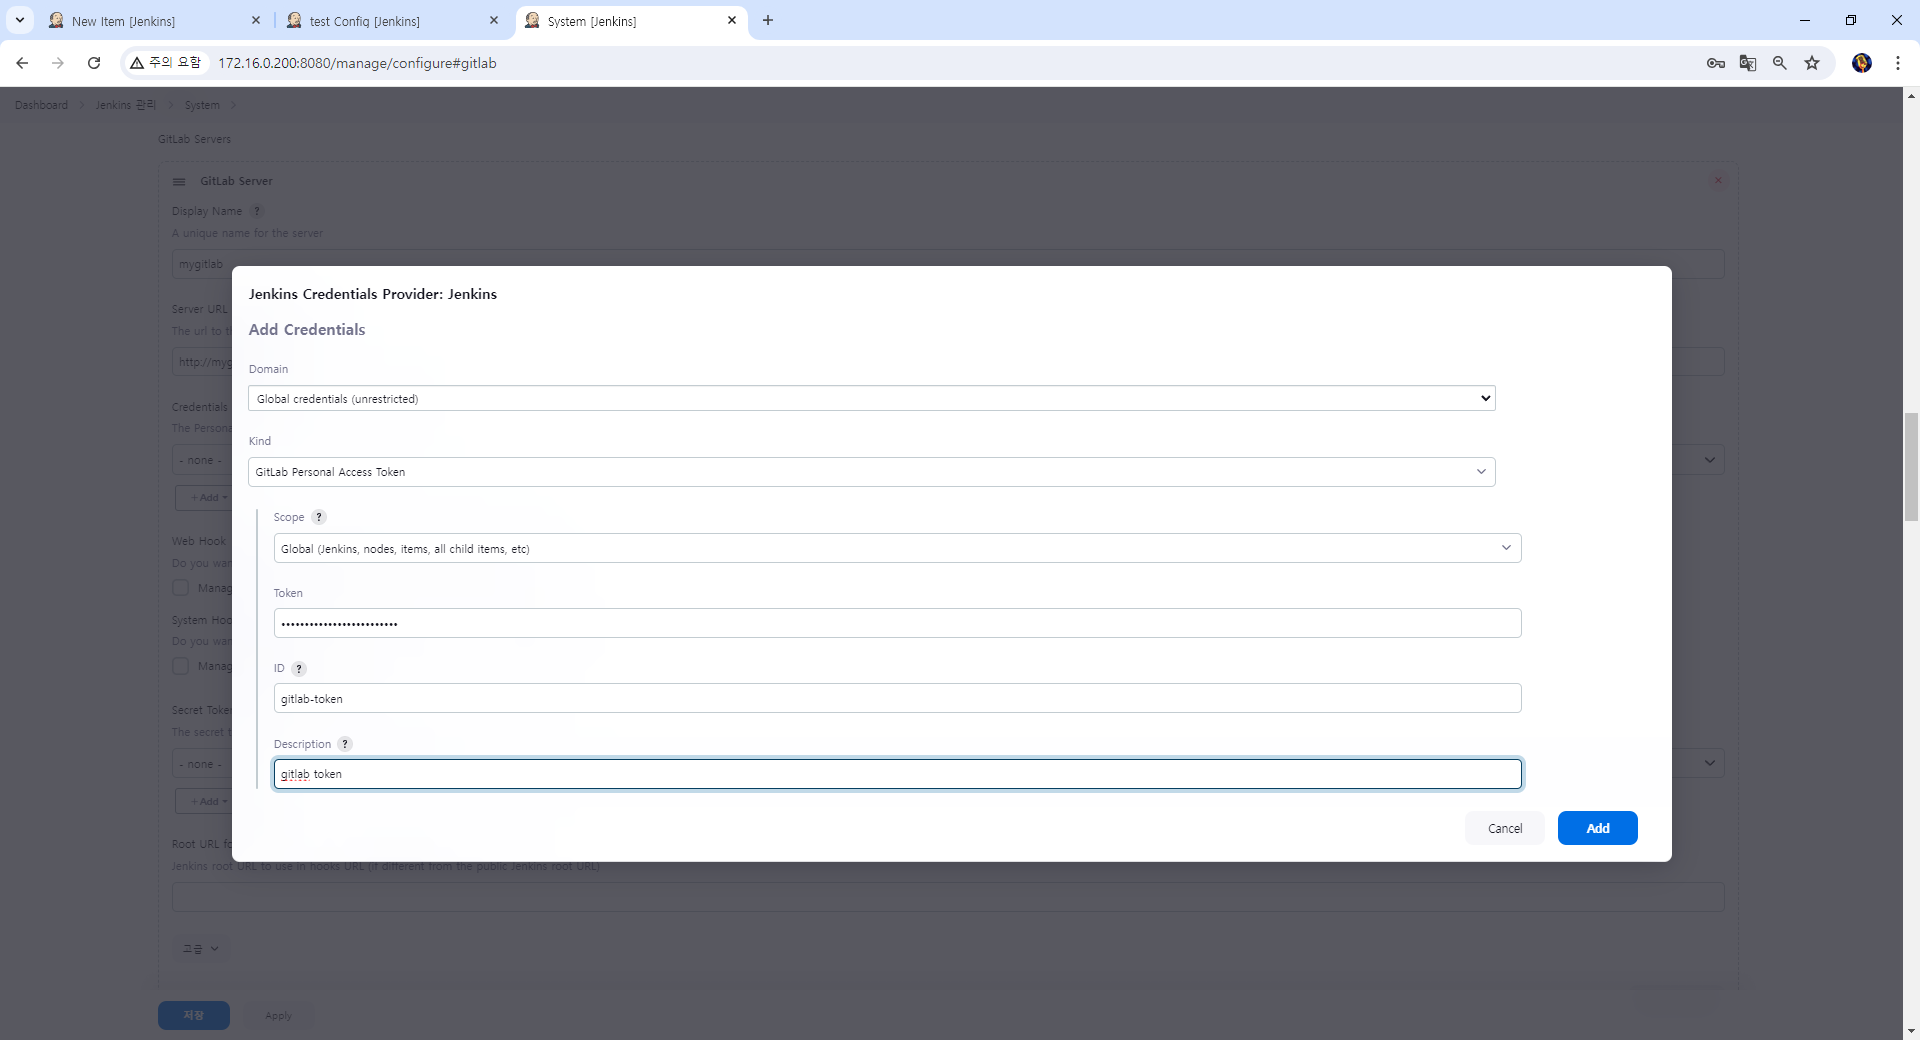 New Item [Jenkins]
test Config [Jenkins]
System [Jenkins]
주의 요함
172.16.0.200:8080/manage/configure#gitlab
Dashboard > Jenkins 관리 > System >
GitLab Servers
GitLab Server
Display Name ?
A unique name for the server
mygitlab
Jenkins Credentials Provider: Jenkins
Server URL
Add Credentials
The url to t
http://myg
Domain
Global credentials (unrestricted)
Credentials
The Persona
Kind
- none -
GitLab Personal Access Token
+ Add
Scope ?
Web Hook
Global (Jenkins, nodes, items, all child items, etc)
Do you wan
Manag
Token
•••••••••••••••••••••••••
System Hoo
Do you wan
Manag
ID ?
gitlab-token
Secret Toke
The secret t
Description ?
- none -
gitlab token
+ Add
Cancel
Add
Root URL fo
Jenkins root URL to use in hooks URL (if different from the public Jenkins root URL)
고급
저장
Apply